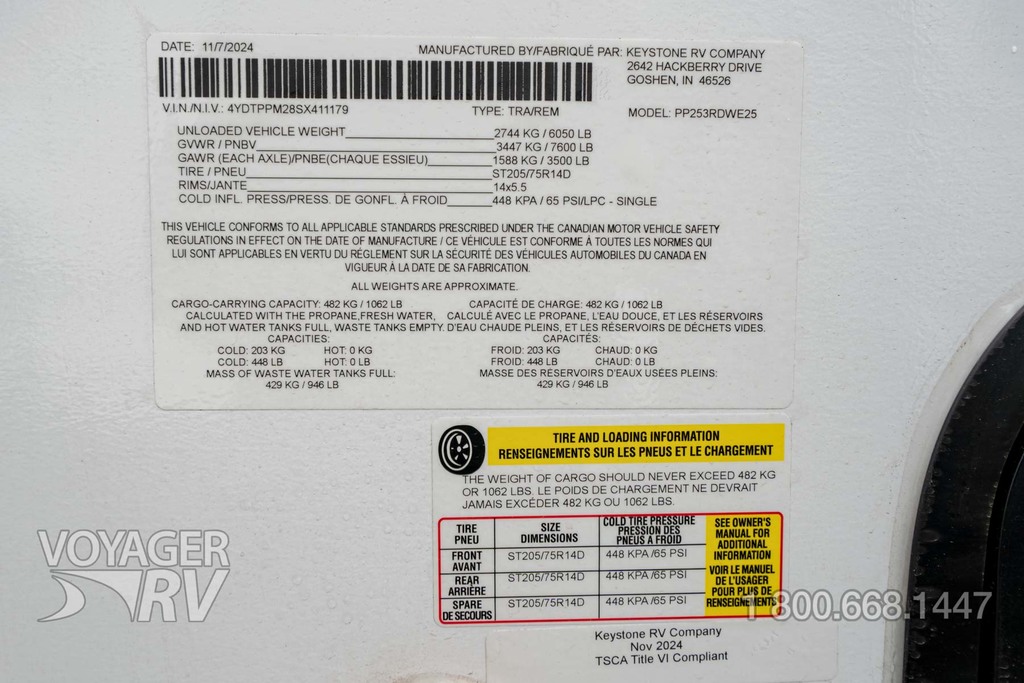 DATE: 11/7/2024
MANUFACTURED BY/FABRIQUÉ PAR: KEYSTONE RV COMPANY
2642 HACKBERRY DRIVE
GOSHEN, IN 46526
V.I.N./N.I.V.: 4YDTPPM28SX411179 TYPE: TRA/REM MODEL: PP253RDWE25
UNLOADED VEHICLE WEIGHT 2744 KG / 6050 LB
GVWR / PNBV 3447 KG / 7600 LB
GAWR (EACH AXLE)/PNBE(CHAQUE ESSIEU) 1588 KG / 3500 LB
TIRE / PNEU ST205/75R14D
RIMS/JANTE 14x5.5
COLD INFL. PRESS/PRESS. DE GONFL. À FROID 448 KPA / 65 PSI/LPC - SINGLE
THIS VEHICLE CONFORMS TO ALL APPLICABLE STANDARDS PRESCRIBED UNDER THE CANADIAN MOTOR VEHICLE SAFETY
REGULATIONS IN EFFECT ON THE DATE OF MANUFACTURE / CE VÉHICULE EST CONFORME À TOUTES LES NORMES QUI
LUI SONT APPLICABLES EN VERTU DU RÉGLEMENT SUR LA SÉCURITÉ DES VÉHICULES AUTOMOBILES DU CANADA EN
VIGUEUR À LA DATE DE SA FABRICATION.
ALL WEIGHTS ARE APPROXIMATE.
CARGO-CARRYING CAPACITY: 482 KG / 1062 LB
CALCULATED WITH THE PROPANE,FRESH WATER,
AND HOT WATER TANKS FULL, WASTE TANKS EMPTY.
CAPACITIES:
COLD: 203 KG HOT: 0 KG
COLD: 448 LB HOT: 0 LB
MASS OF WASTE WATER TANKS FULL:
429 KG / 946 LB
CAPACITÉ DE CHARGE: 482 KG / 1062 LB
CALCULÉ AVEC LE PROPANE, L'EAU DOUCE, ET LES RÉSERVOIRS
D'EAU CHAUDE PLEINS, ET LES RÉSERVOIRS DE DÉCHETS VIDES.
CAPACITÉS:
FROID: 203 KG CHAUD: 0 KG
FROID: 448 LB CHAUD: 0 LB
MASSE DES RÉSERVOIRS D'EAUX USÉES PLEINS:
429 KG / 946 LB
TIRE AND LOADING INFORMATION
RENSEIGNEMENTS SUR LES PNEUS ET LE CHARGEMENT
THE WEIGHT OF CARGO SHOULD NEVER EXCEED 482 KG
OR 1062 LBS. LE POIDS DE CHARGEMENT NE DEVRAIT
JAMAIS EXCÉDER 482 KG OU 1062 LBS.
TIRE
PNEU
SIZE
DIMENSIONS
COLD TIRE PRESSURE
PRESSION DES
PNEUS A FROID
FRONT
AVANT
ST205/75R14D
448 KPA /65 PSI
REAR
ARRIÈRE
ST205/75R14D
448 KPA /65 PSI
SPARE
DE SECOURS
ST205/75R14D
448 KPA /65 PSI
SEE OWNER'S
MANUAL FOR
ADDITIONAL
INFORMATION
VOIR LE MANUEL
DE L'USAGER
POUR PLUS DE
RENSEIGNEMENTS
Keystone RV Company
Nov 2024
TSCA Title VI Compliant
VOYAGER
RV
1 800.668.1447